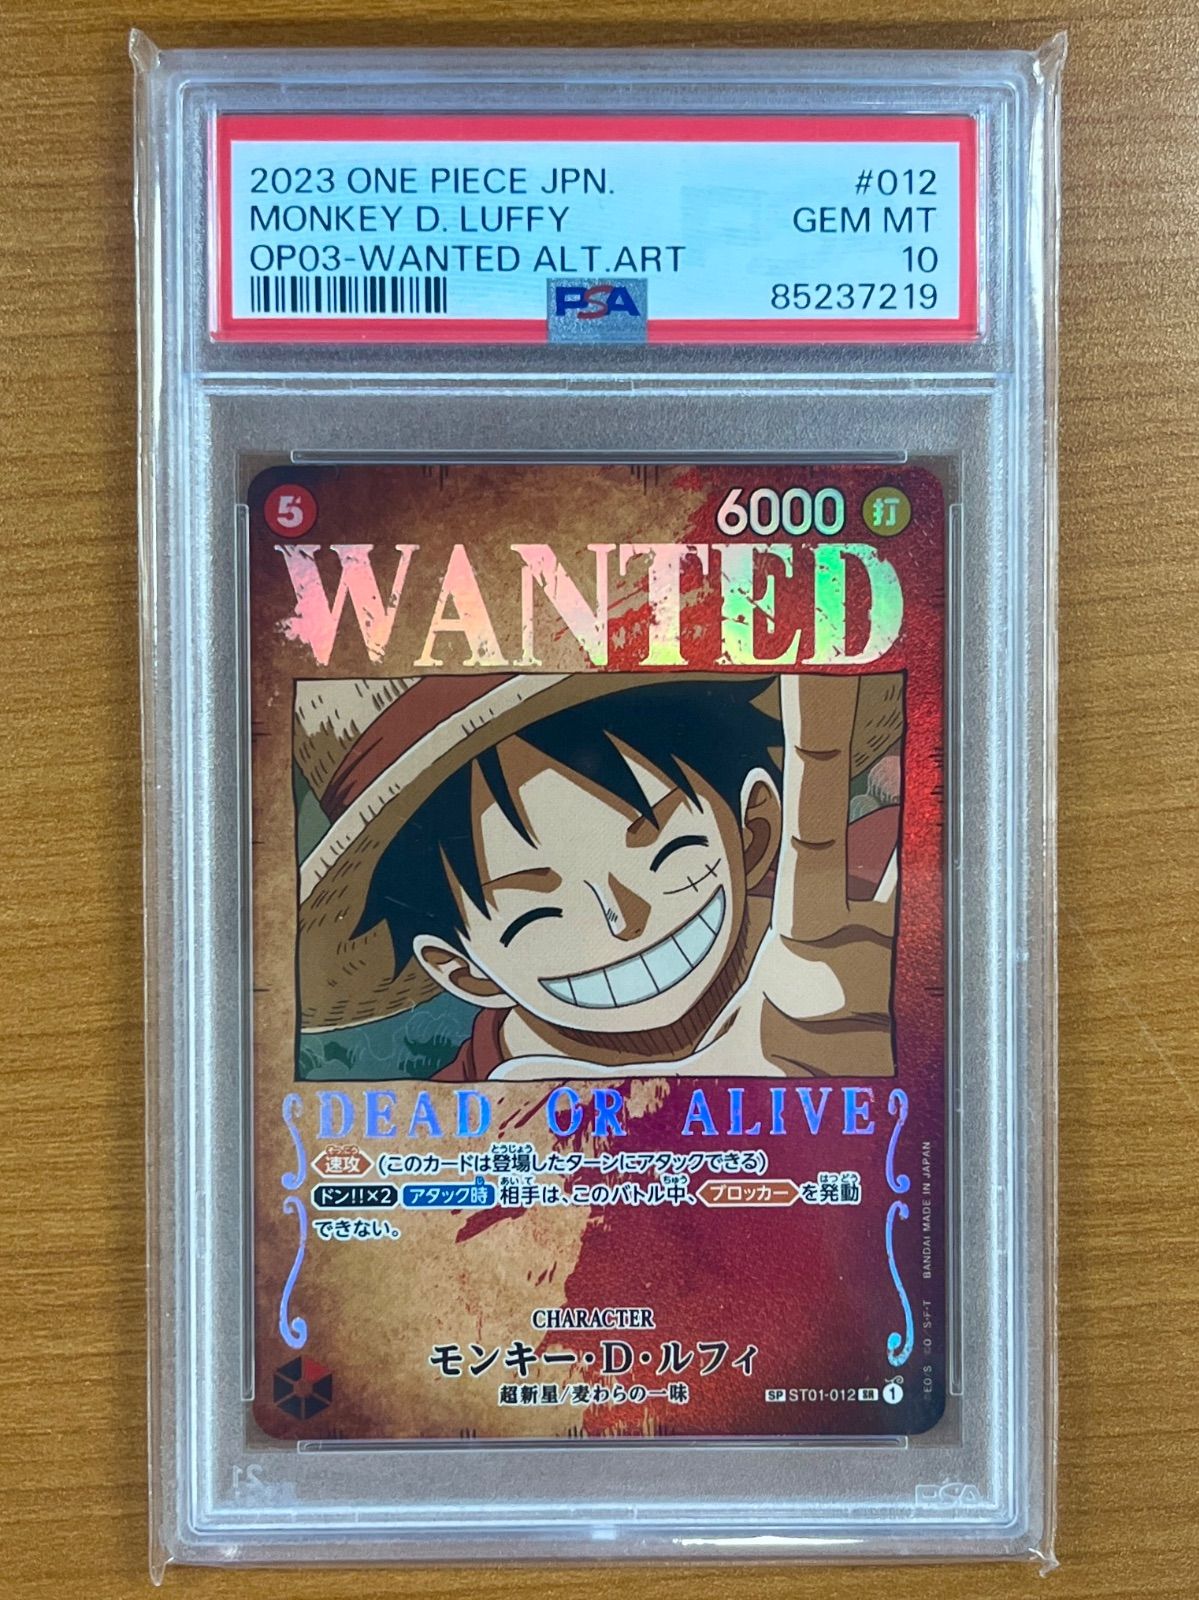 2023 ONE PIECE JPN. #012
MONKEY D. LUFFY GEM MT
OP03-WANTED ALT.ART 10
PSA 85237219
5 6000 打
WANTED
DEAD OR ALIVE
速攻 (このカードは登場したターンにアタックできる)
ドン!!×2 アタック時 相手は、このバトル中、ブロッカーを発動
できない。
CHARACTER
モンキー・D・ルフィ
超新星/麦わらの一味
SP ST01-012 SR 1
©E.O/S ©O/S・F・T BANDAI MADE IN JAPAN
PSA